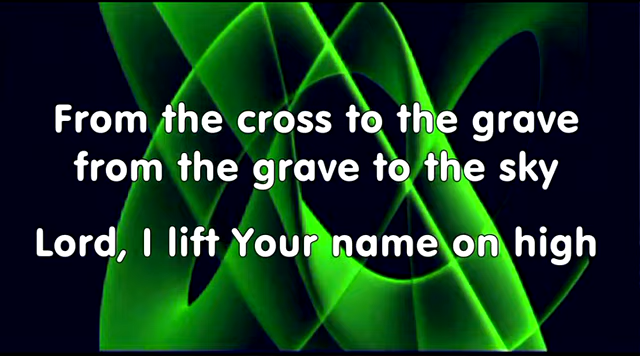 From the cross to the grave
from the grave to the sky
Lord, I lift Your name on high